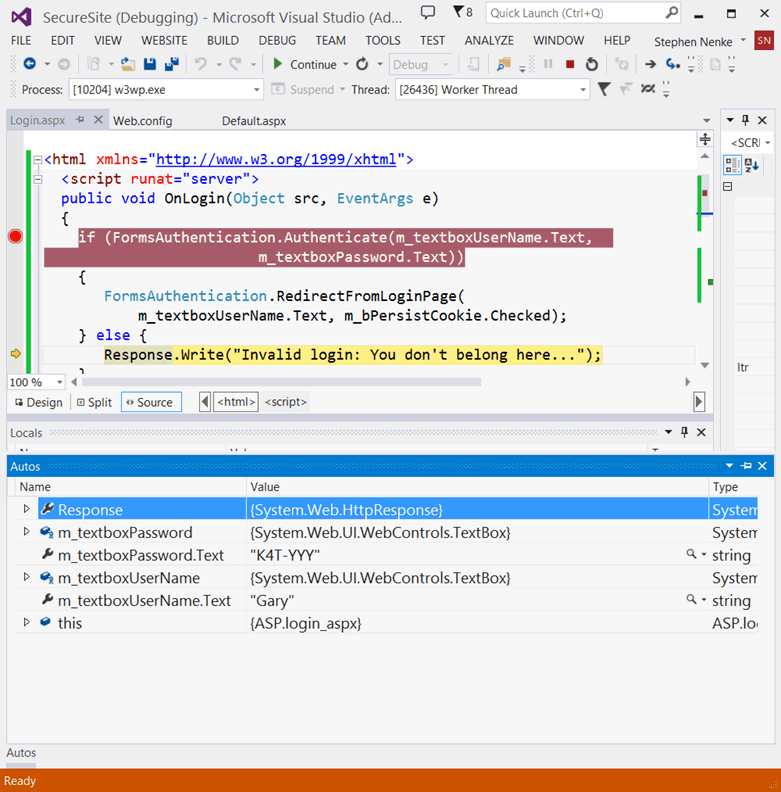 SecureSite (Debugging) - Microsoft Visual Studio (Ad...
8
Quick Launch (Ctrl+Q)
FILE EDIT VIEW WEBSITE BUILD DEBUG TEAM TOOLS TEST ANALYZE WINDOW HELP Stephen Nenke SN
Continue Debug
Process: [10204] w3wp.exe Suspend Thread: [26436] Worker Thread
Login.aspx Web.config Default.aspx
<html xmlns="http://www.w3.org/1999/xhtml">
<script runat="server">
public void OnLogin(Object src, EventArgs e)
{
if (FormsAuthentication.Authenticate(m_textboxUserName.Text,
m_textboxPassword.Text))
{
FormsAuthentication.RedirectFromLoginPage(
m_textboxUserName.Text, m_bPersistCookie.Checked);
} else {
Response.Write("Invalid login: You don't belong here...");
100 %
Design Split Source <html> <script>
<SCRI
ltr
Locals
Autos
Name Value Type
Response {System.Web.HttpResponse} System
m_textboxPassword {System.Web.UI.WebControls.TextBox} System
m_textboxPassword.Text "K4T-YYY" string
m_textboxUserName {System.Web.UI.WebControls.TextBox} System
m_textboxUserName.Text "Gary" string
this {ASP.login_aspx} ASP.lo
Autos
Ready